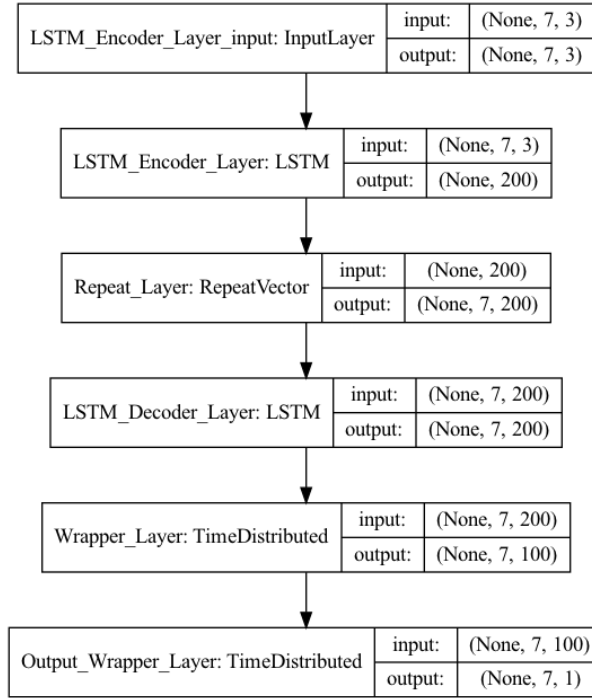 LSTM_Encoder_Layer_input: InputLayer
input: (None, 7, 3)
output: (None, 7, 3)
LSTM_Encoder_Layer: LSTM
input: (None, 7, 3)
output: (None, 200)
Repeat_Layer: RepeatVector
input: (None, 200)
output: (None, 7, 200)
LSTM_Decoder_Layer: LSTM
input: (None, 7, 200)
output: (None, 7, 200)
Wrapper_Layer: TimeDistributed
input: (None, 7, 200)
output: (None, 7, 100)
Output_Wrapper_Layer: TimeDistributed
input: (None, 7, 100)
output: (None, 7, 1)